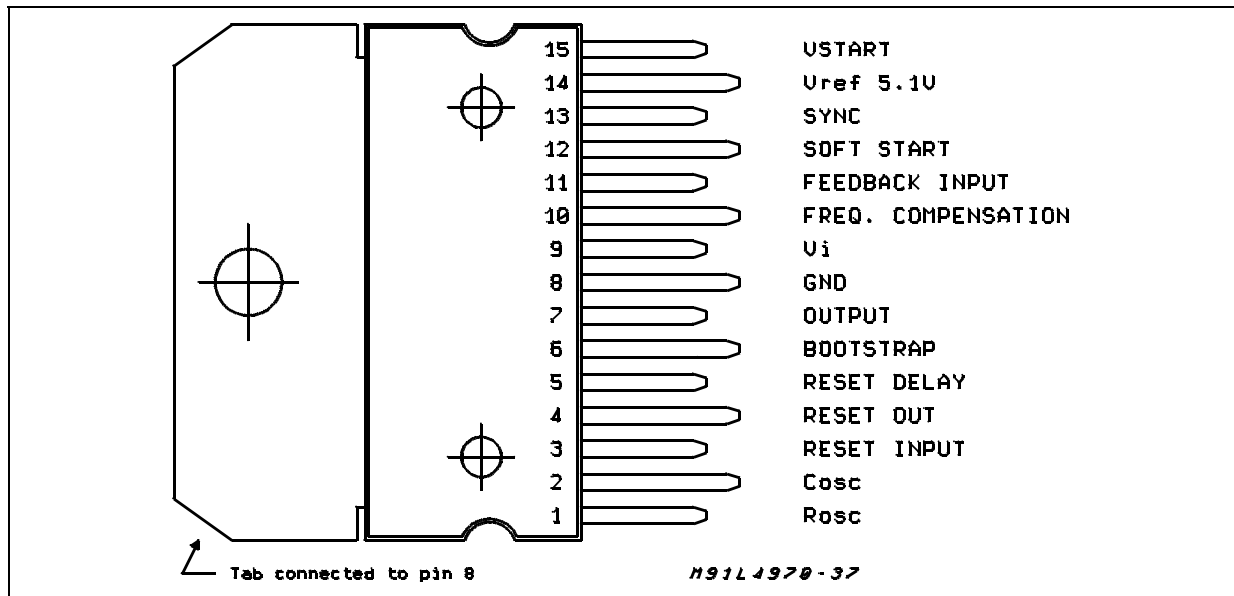 15 VSTART
14 Vref 5.1V
13 SYNC
12 SOFT START
11 FEEDBACK INPUT
10 FREQ. COMPENSATION
9 Vi
8 GND
7 OUTPUT
6 BOOTSTRAP
5 RESET DELAY
4 RESET OUT
3 RESET INPUT
2 Cosc
1 Rosc
Tab connected to pin 8
M91L4970-37